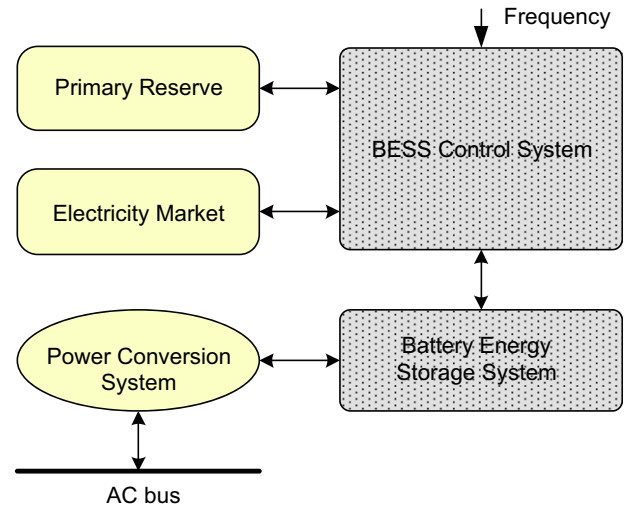 Frequency
Primary Reserve
BESS Control System
Electricity Market
Power Conversion
System
Battery Energy
Storage System
AC bus